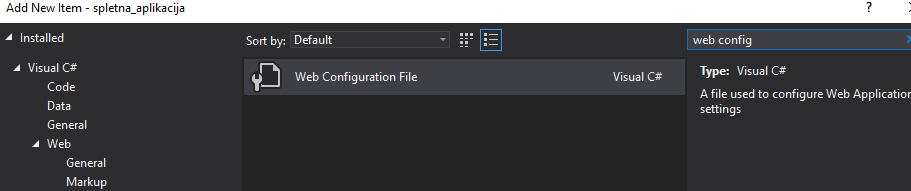 Add New Item - spletna_aplikacija ?
Installed
Visual C#
Code
Data
General
Web
General
Markup
Sort by: Default
Web Configuration File Visual C#
web config
Type: Visual C#
A file used to configure Web Application
settings